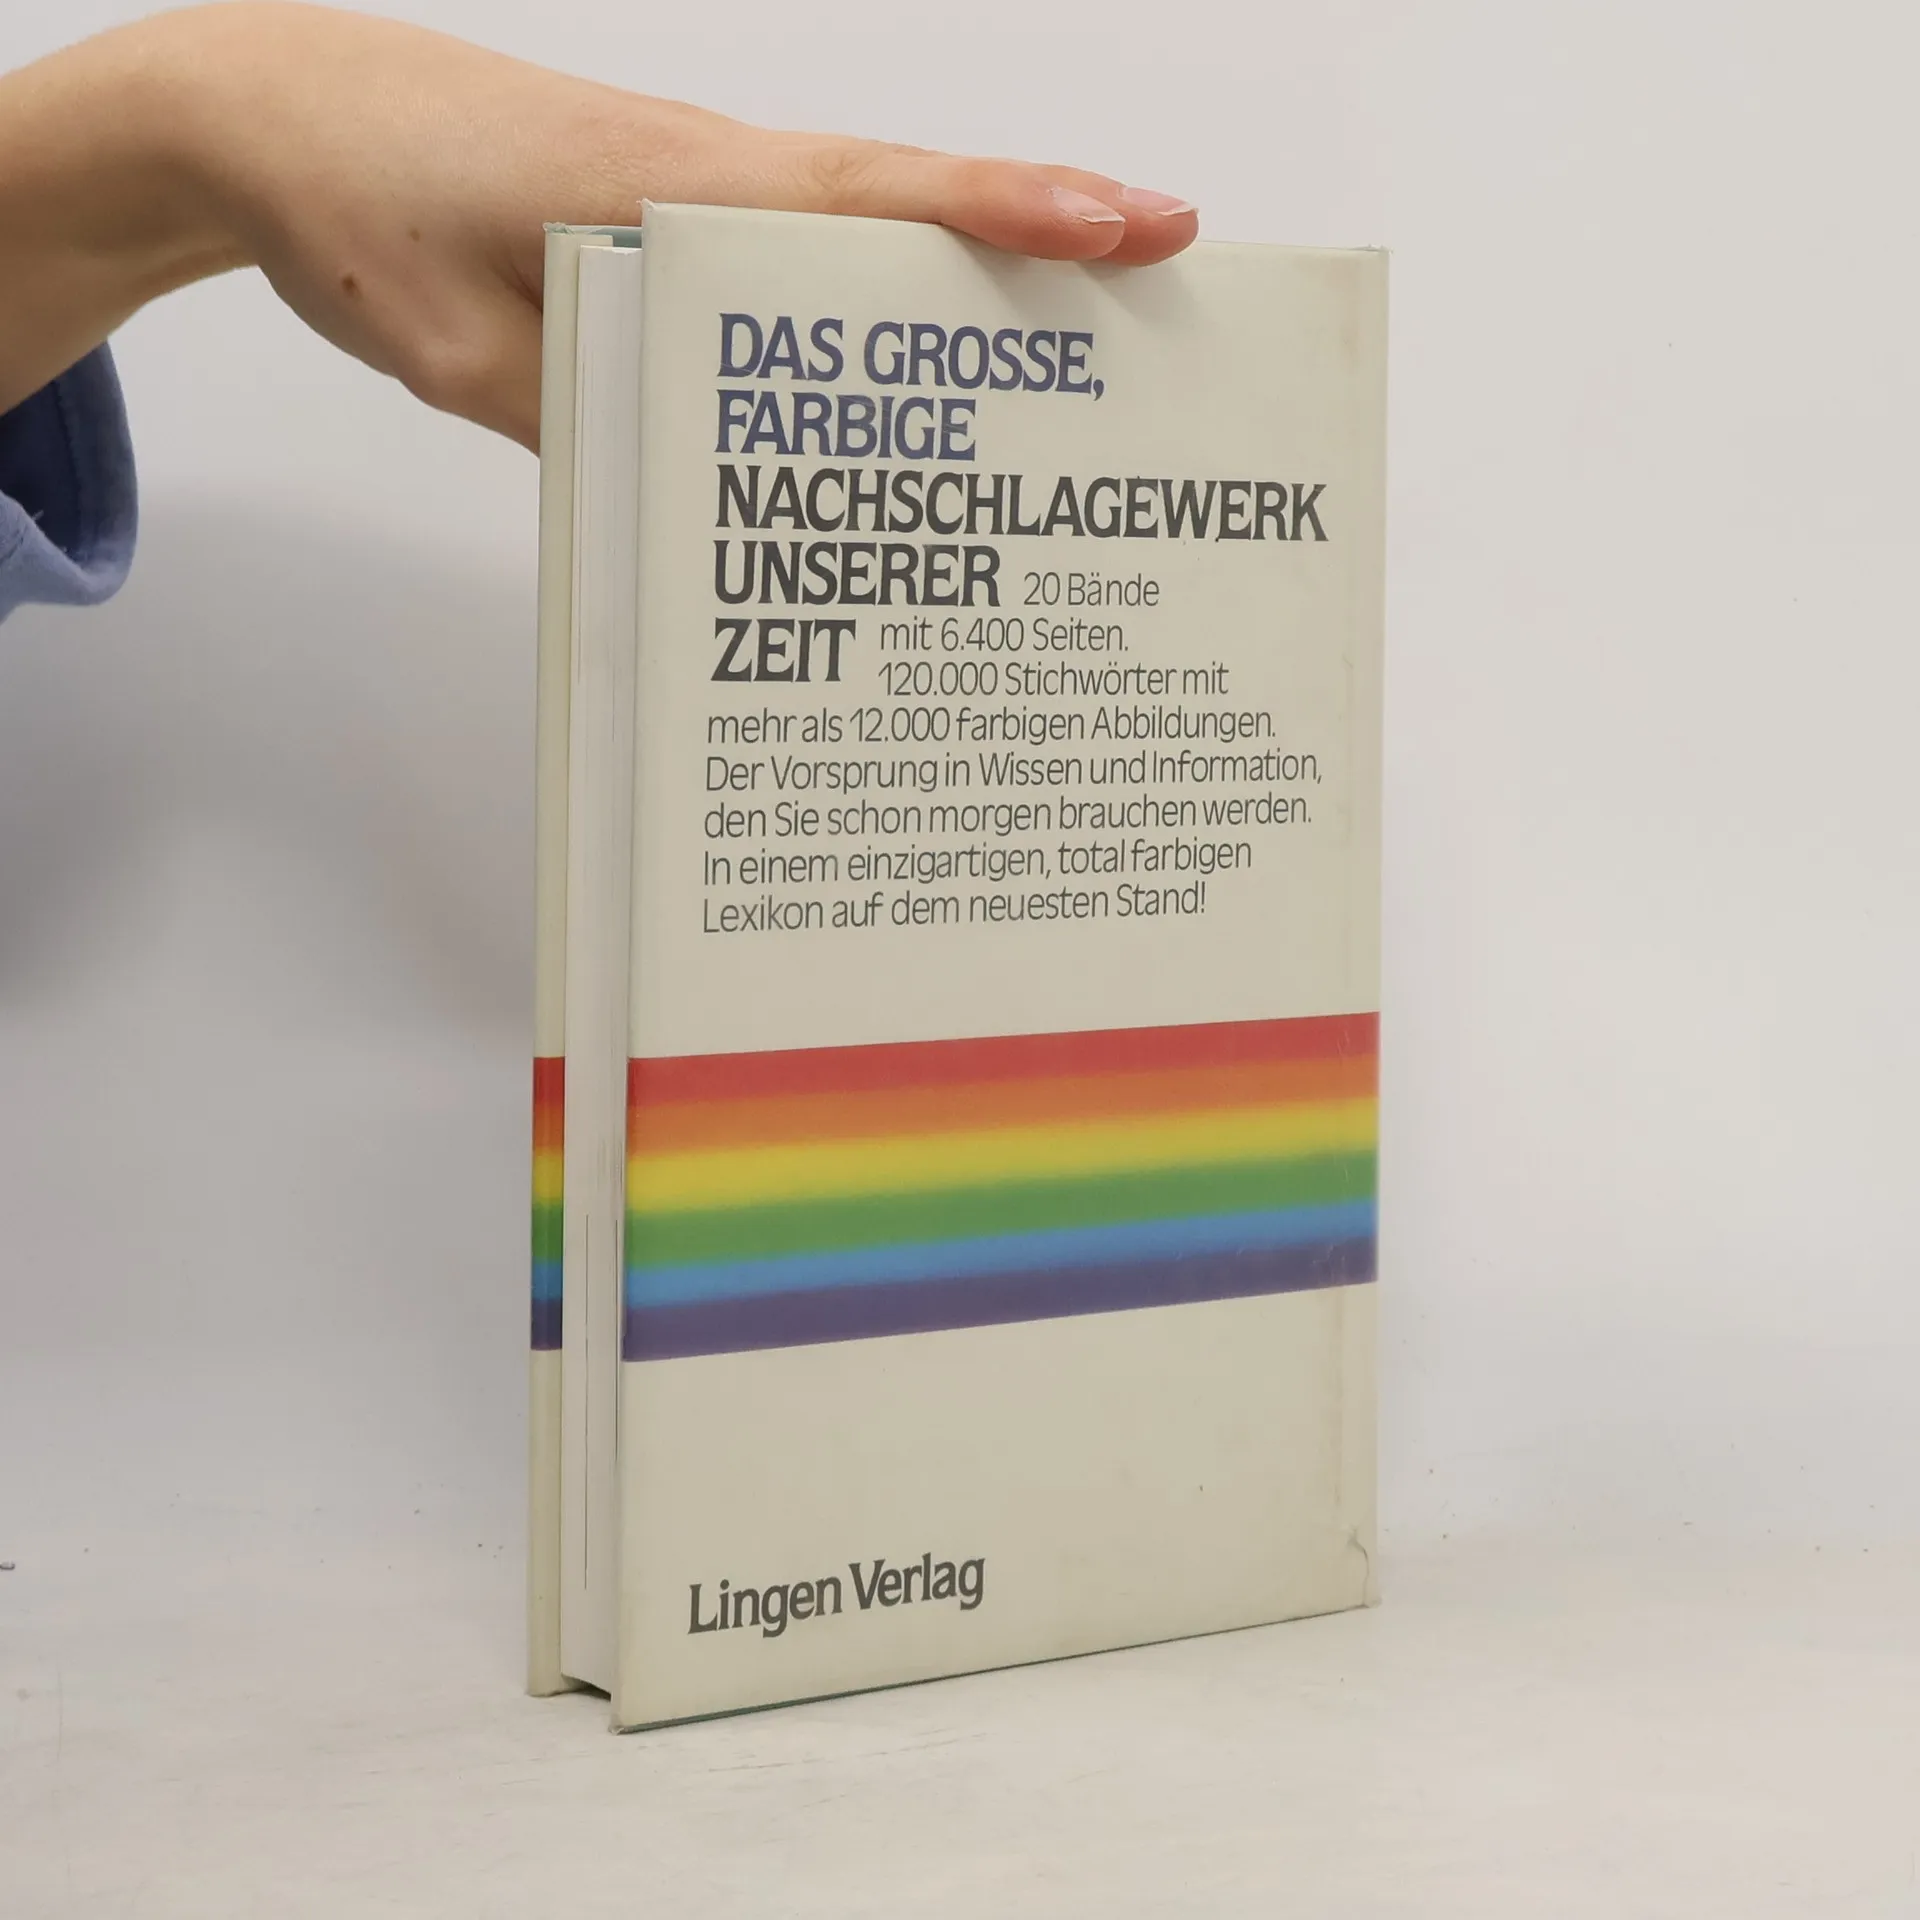 DAS GROSSE,
FARBIGE
NACHSCHLAGEWERK
UNSERER 20 Bände
ZEIT mit 6.400 Seiten.
120.000 Stichwörter mit
mehr als 12.000 farbigen Abbildungen.
Der Vorsprung in Wissen und Information,
den Sie schon morgen brauchen werden.
In einem einzigartigen, total farbigen
Lexikon auf dem neuesten Stand!
Lingen Verlag